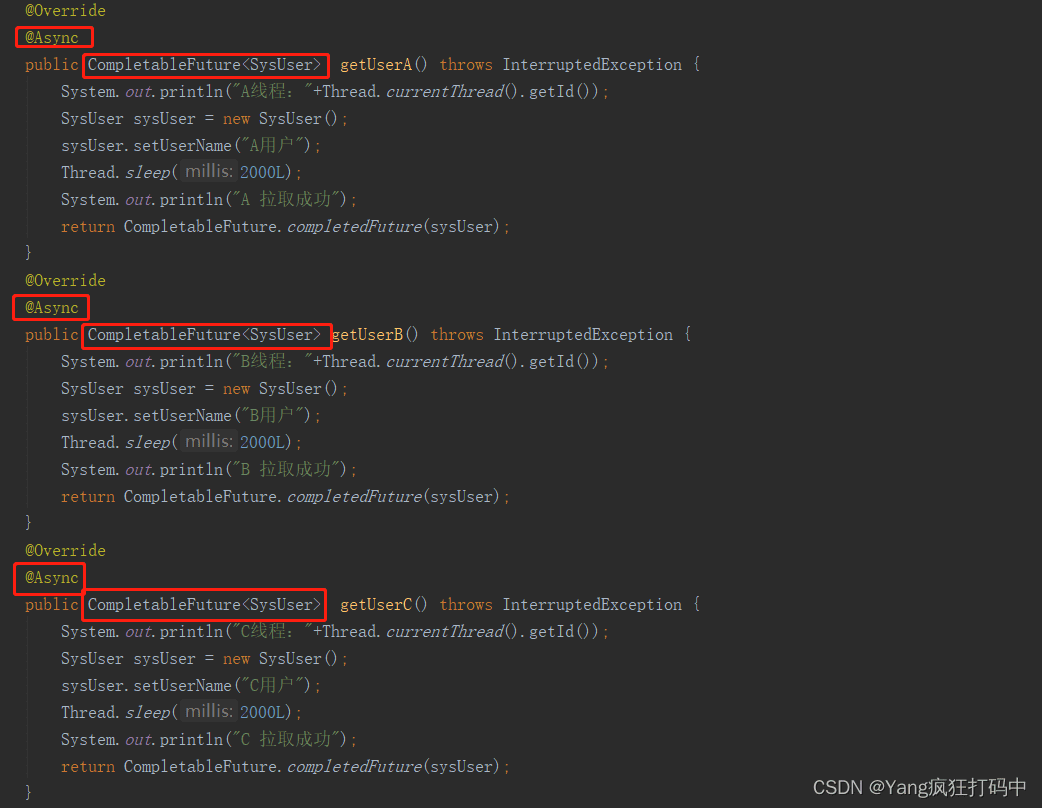 @Override
@Async
public CompletableFuture<SysUser> getUserA() throws InterruptedException {
System.out.println("A线程："+Thread.currentThread().getId());
SysUser sysUser = new SysUser();
sysUser.setUserName("A用户");
Thread.sleep( millis: 2000L);
System.out.println("A 拉取成功");
return CompletableFuture.completedFuture(sysUser);
}
@Override
@Async
public CompletableFuture<SysUser> getUserB() throws InterruptedException {
System.out.println("B线程："+Thread.currentThread().getId());
SysUser sysUser = new SysUser();
sysUser.setUserName("B用户");
Thread.sleep( millis: 2000L);
System.out.println("B 拉取成功");
return CompletableFuture.completedFuture(sysUser);
}
@Override
@Async
public CompletableFuture<SysUser> getUserC() throws InterruptedException {
System.out.println("C线程："+Thread.currentThread().getId());
SysUser sysUser = new SysUser();
sysUser.setUserName("C用户");
Thread.sleep( millis: 2000L);
System.out.println("C 拉取成功");
return CompletableFuture.completedFuture(sysUser);
}
CSDN @Yang疯狂打码中